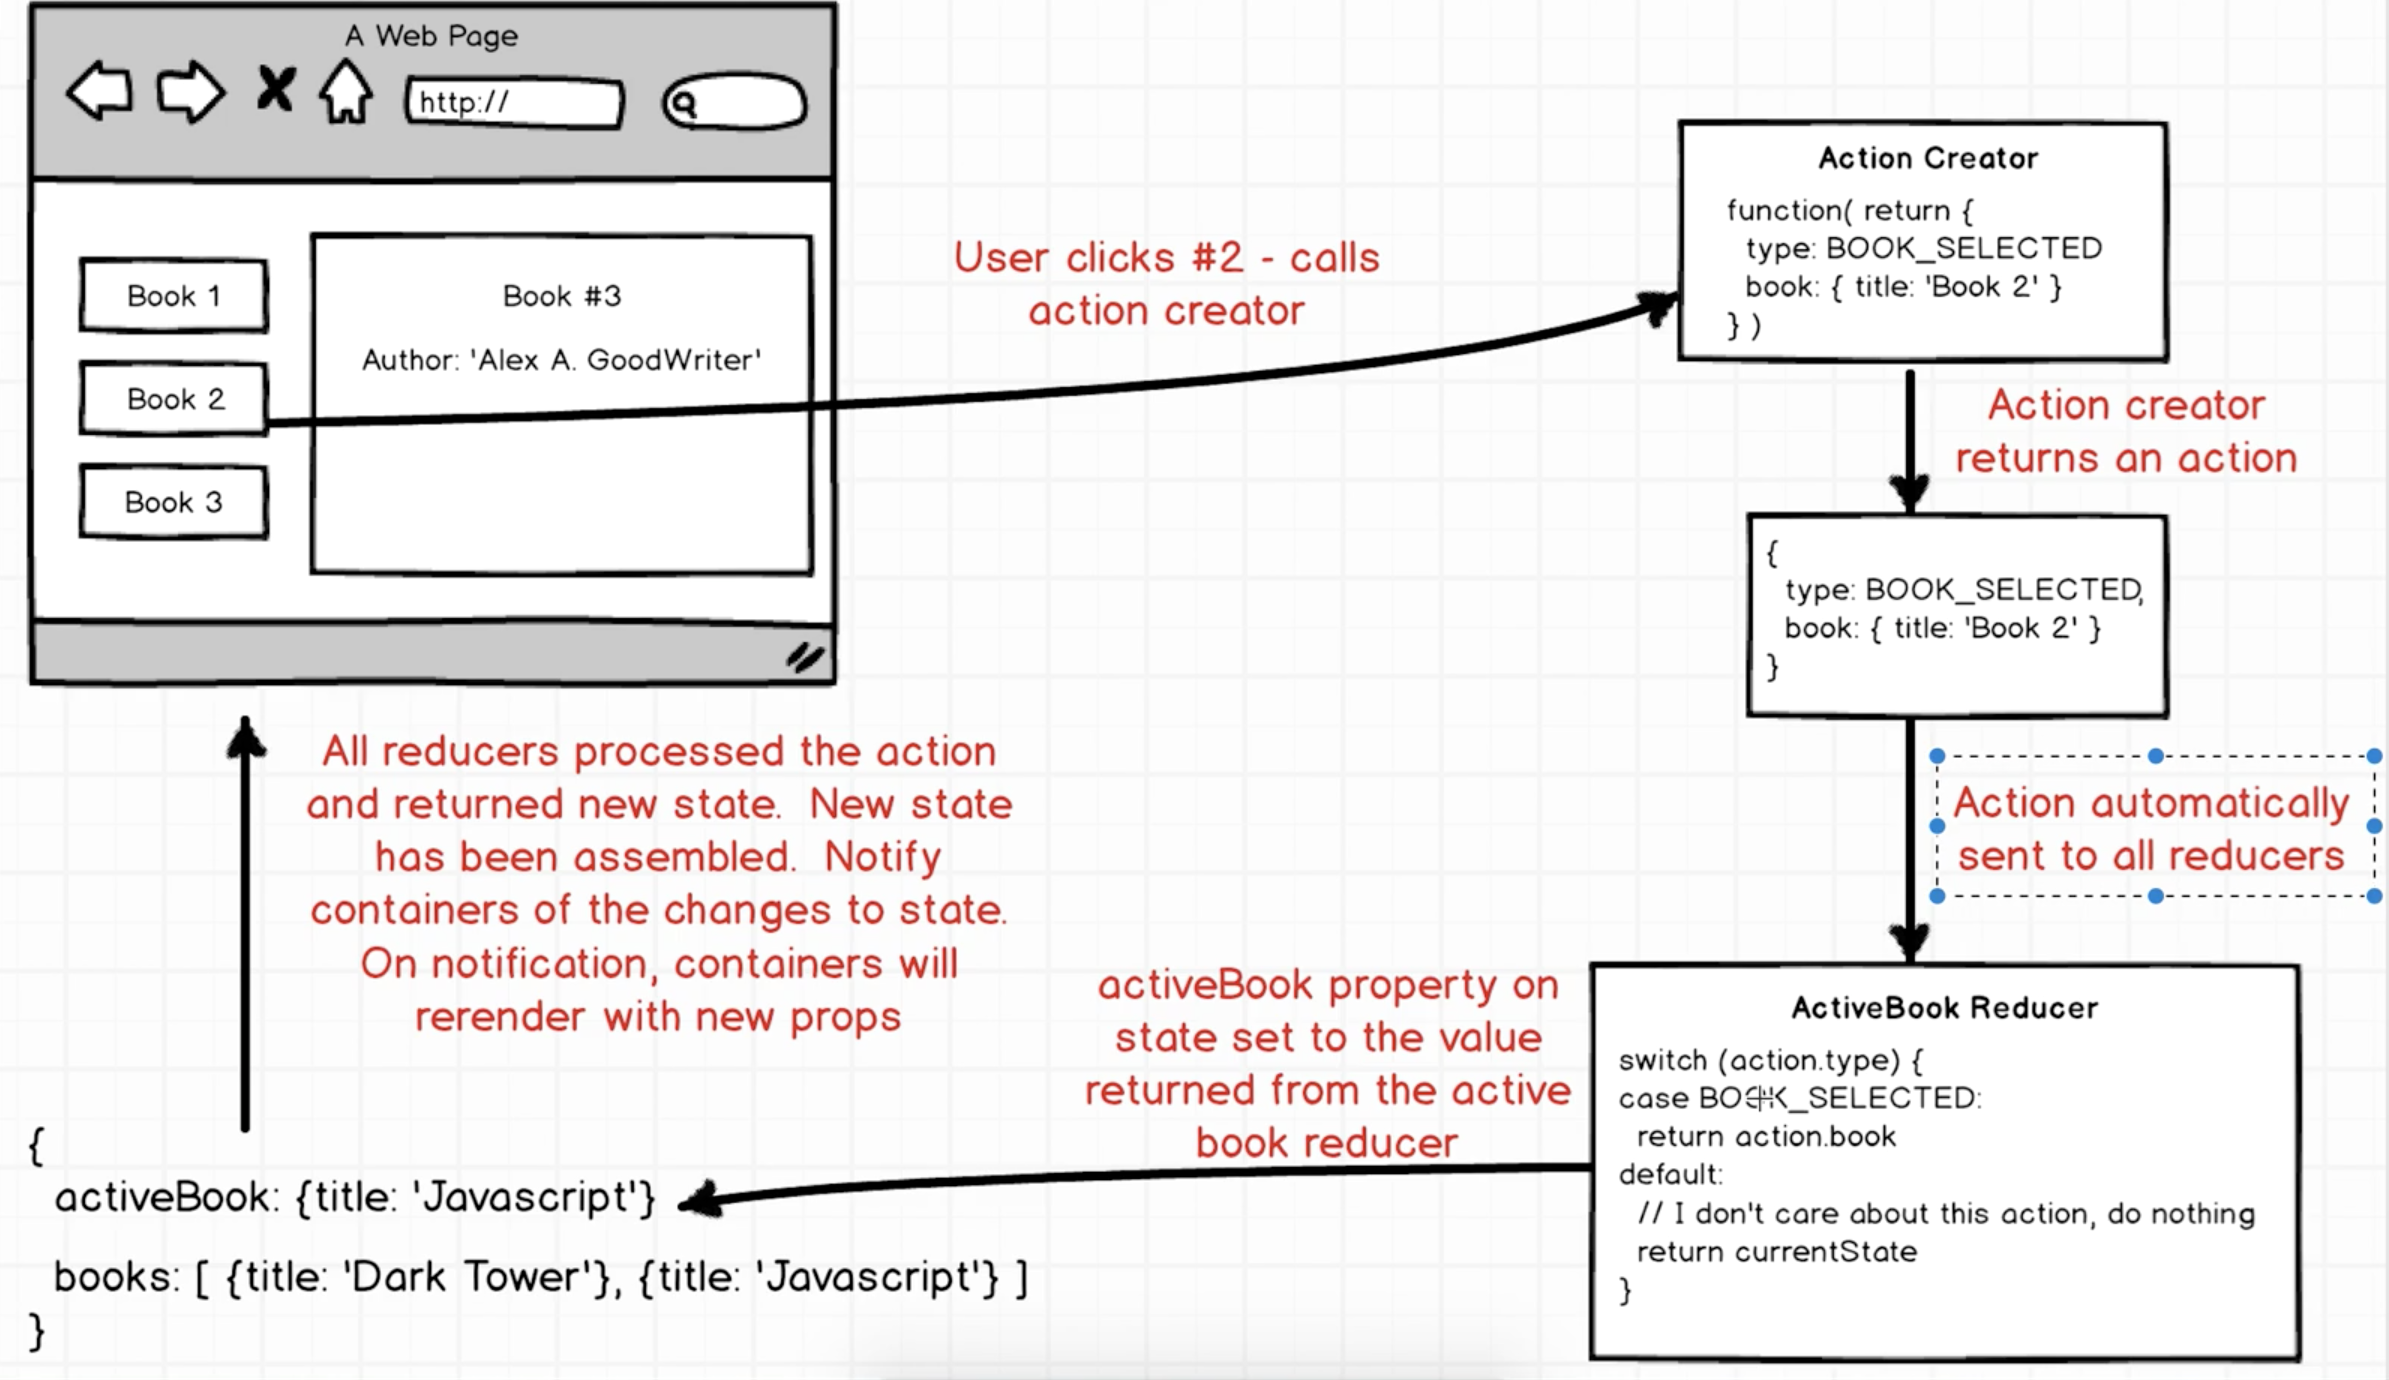 A Web Page
http://
Book 1
Book 2
Book 3
Book #3
Author: 'Alex A. GoodWriter'
User clicks #2 - calls
action creator
Action Creator
function( return {
type: BOOK_SELECTED
book: { title: 'Book 2' }
} )
Action creator
returns an action
{
type: BOOK_SELECTED,
book: { title: 'Book 2' }
}
Action automatically
sent to all reducers
ActiveBook Reducer
switch (action.type) {
case BOOK_SELECTED:
return action.book
default:
// I don't care about this action, do nothing
return currentState
}
activeBook property on
state set to the value
returned from the active
book reducer
All reducers processed the action
and returned new state. New state
has been assembled. Notify
containers of the changes to state.
On notification, containers will
rerender with new props
{
activeBook: {title: 'Javascript'}
books: [ {title: 'Dark Tower'}, {title: 'Javascript'} ]
}